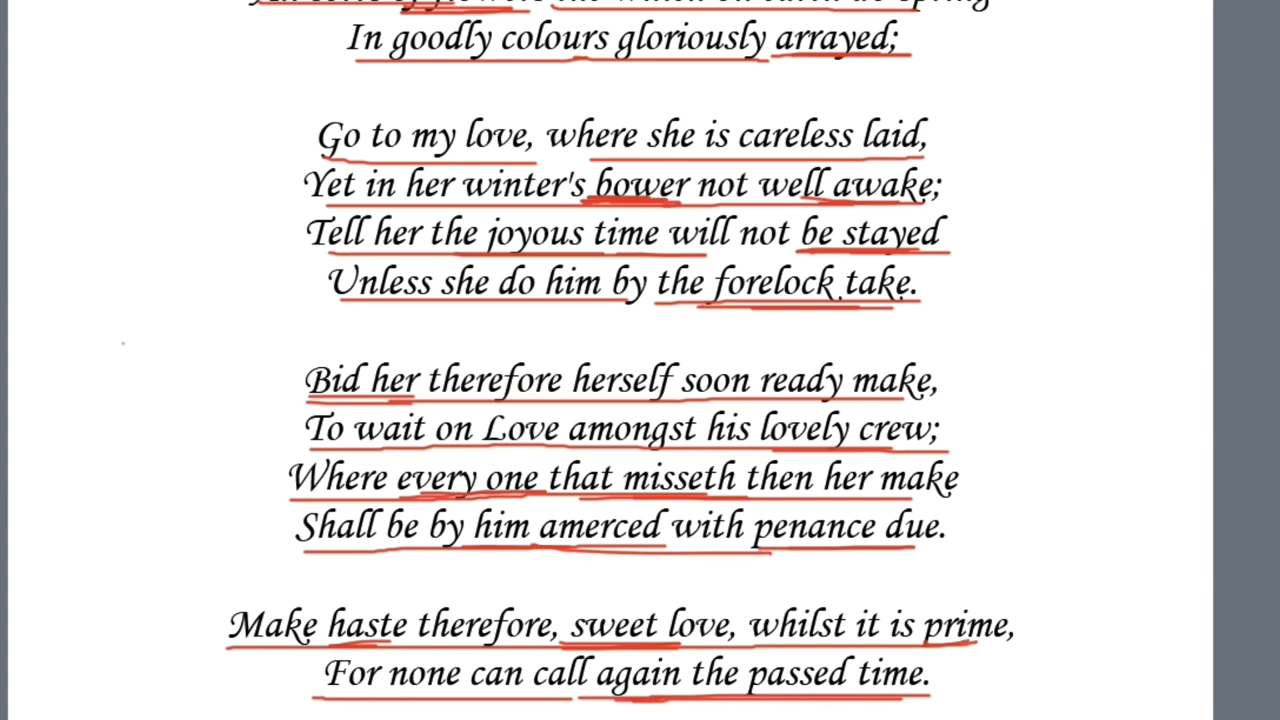 In goodly colours gloriously arrayed;
Go to my love, where she is careless laid,
Yet in her winter's bower not well awake;
Tell her the joyous time will not be stayed
Unless she do him by the forelock take.
Bid her therefore herself soon ready make,
To wait on Love amongst his lovely crew;
Where every one that misseth then her make
Shall be by him amerced with penance due.
Make haste therefore, sweet love, whilst it is prime,
For none can call again the passed time.